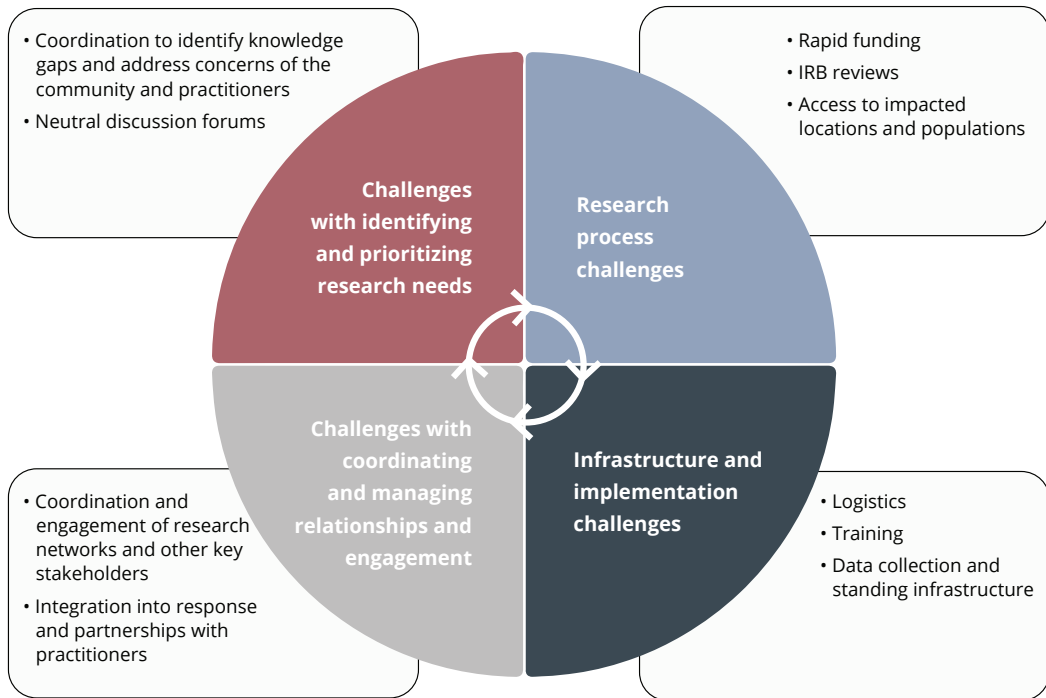 • Coordination to identify knowledge
gaps and address concerns of the
community and practitioners
• Neutral discussion forums
• Rapid funding
• IRB reviews
• Access to impacted
locations and populations
Challenges
with identifying
and prioritizing
research needs
Research
process
challenges
Challenges with
coordinating
and managing
relationships and
engagement
Infrastructure and
implementation
challenges
• Coordination and
engagement of research
networks and other key
stakeholders
• Integration into response
and partnerships with
practitioners
• Logistics
• Training
• Data collection and
standing infrastructure